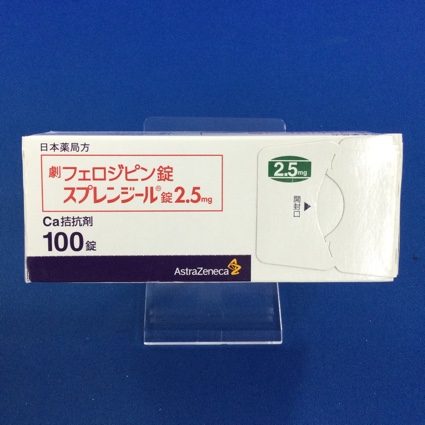 日本薬局方
劇 フェロジピン錠
スプレンジール®錠2.5mg
Ca拮抗剤
100錠
2.5mg
開封口
AstraZeneca